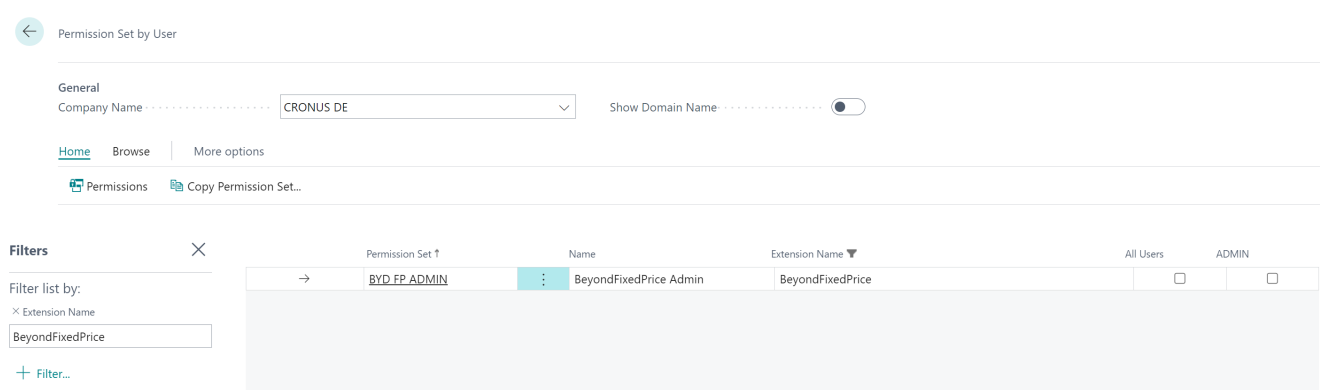 Permission Set by User
General
Company Name CRONUS DE Show Domain Name
Home Browse More options
Permissions Copy Permission Set...
Filters
Permission Set ↑ Name Extension Name All Users ADMIN
BYD FP ADMIN BeyondFixedPrice Admin BeyondFixedPrice
Filter list by:
× Extension Name
BeyondFixedPrice
+ Filter...